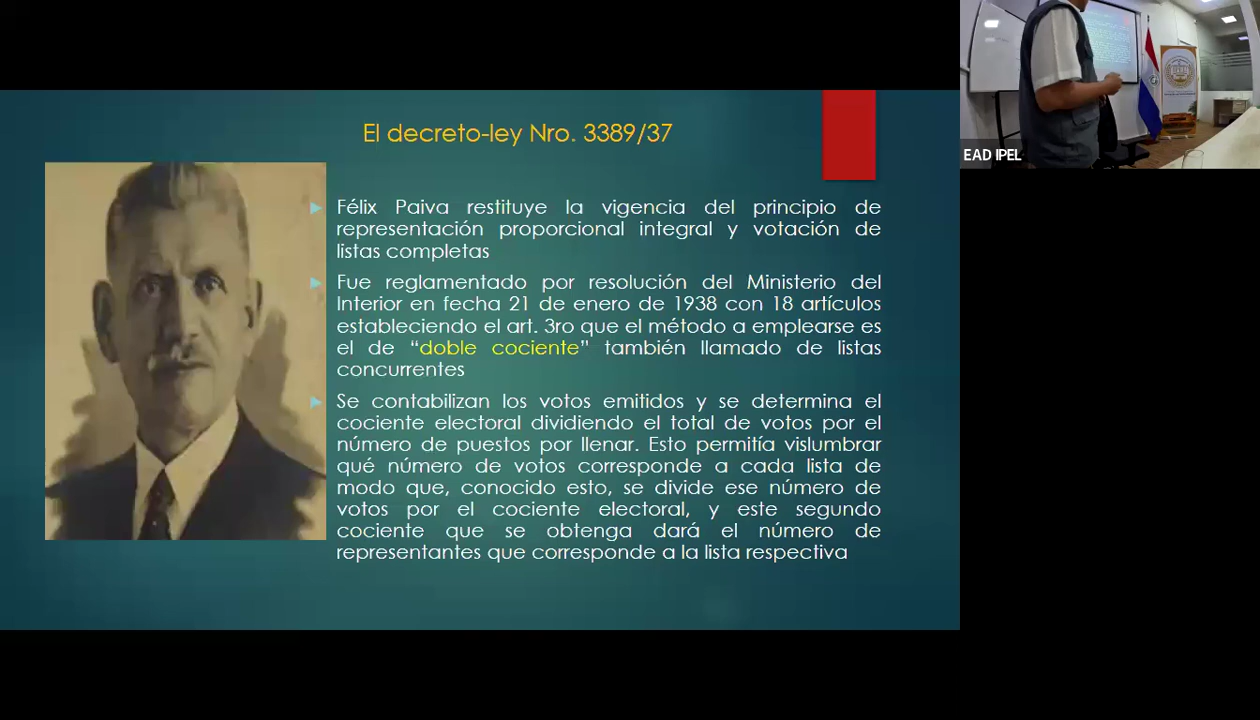 El decreto-ley Nro. 3389/37
Félix Paiva restituye la vigencia del principio de
representación proporcional integral y votación de
listas completas
Fue reglamentado por resolución del Ministerio del
Interior en fecha 21 de enero de 1938 con 18 artículos
estableciendo el art. 3ro que el método a emplearse es
el de “doble cociente” también llamado de listas
concurrentes
Se contabilizan los votos emitidos y se determina el
cociente electoral dividiendo el total de votos por el
número de puestos por llenar. Esto permitía vislumbrar
qué número de votos corresponde a cada lista de
modo que, conocido esto, se divide ese número de
votos por el cociente electoral, y este segundo
cociente que se obtenga dará el número de
representantes que corresponde a la lista respectiva
EAD IPEL